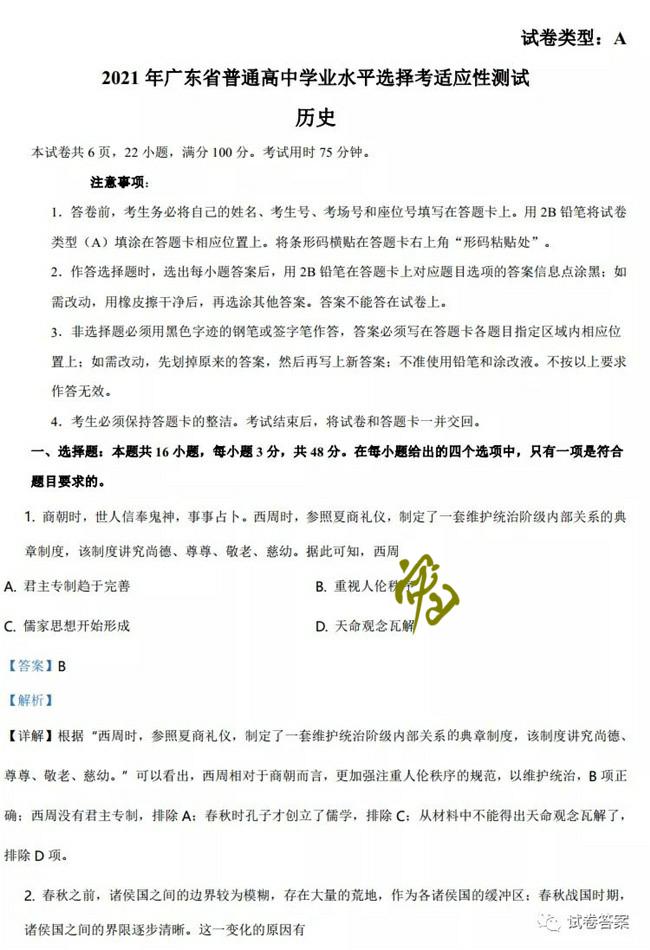 试卷类型：A
2021 年广东省普通高中学业水平选择考适应性测试
历史
本试卷共 6 页，22 小题，满分 100 分。考试用时 75 分钟。
注意事项：
1．答卷前，考生务必将自己的姓名、考生号、考场号和座位号填写在答题卡上。用 2B 铅笔将试卷
类型（A）填涂在答题卡相应位置上。将条形码横贴在答题卡右上角“形码粘贴处”。
2．作答选择题时，选出每小题答案后，用 2B 铅笔在答题卡上对应题目选项的答案信息点涂黑；如
需改动，用橡皮擦干净后，再选涂其他答案。答案不能答在试卷上。
3．非选择题必须用黑色字迹的钢笔或签字笔作答，答案必须写在答题卡各题目指定区域内相应位
置上；如需改动，先划掉原来的答案，然后再写上新答案；不准使用铅笔和涂改液。不按以上要求
作答无效。
4．考生必须保持答题卡的整洁。考试结束后，将试卷和答题卡一并交回。
一、选择题：本题共 16 小题，每小题 3 分，共 48 分。在每小题给出的四个选项中，只有一项是符合
题目要求的。
1. 商朝时，世人信奉鬼神，事事占卜。西周时，参照夏商礼仪，制定了一套维护统治阶级内部关系的典
章制度，该制度讲究尚德、尊尊、敬老、慈幼。据此可知，西周
A. 君主专制趋于完善 B. 重视人伦秩序
C. 儒家思想开始形成 D. 天命观念瓦解
【答案】B
【解析】
【详解】根据“西周时，参照夏商礼仪，制定了一套维护统治阶级内部关系的典章制度，该制度讲究尚德、
尊尊、敬老、慈幼。”可以看出，西周相对于商朝而言，更加强注重人伦秩序的规范，以维护统治，B 项正
确；西周没有君主专制，排除 A；春秋时孔子才创立了儒学，排除 C；从材料中不能得出天命观念瓦解了，
排除 D 项。
2. 春秋之前，诸侯国之间的边界较为模糊，存在大量的荒地，作为各诸侯国的缓冲区；春秋战国时期，
诸侯国之间的界限逐步清晰。这一变化的原因有
试卷答案